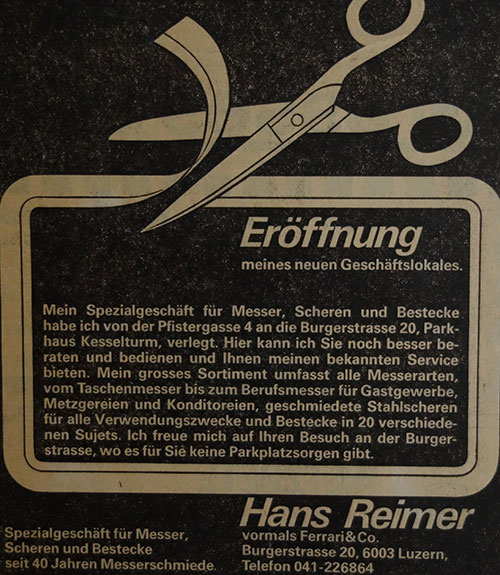 Eröffnung
meines neuen Geschäftslokales.
Mein Spezialgeschäft für Messer, Scheren und Bestecke
habe ich von der Pfistergasse 4 an die Burgerstrasse 20, Park-
haus Kesselturm, verlegt. Hier kann ich Sie noch besser be-
raten und bedienen und Ihnen meinen bekannten Service
bieten. Mein grosses Sortiment umfasst alle Messerarten,
vom Taschenmesser bis zum Berufsmesser für Gastgewerbe,
Metzgereien und Konditoreien, geschmiedete Stahlscheren
für alle Verwendungszwecke und Bestecke in 20 verschiede-
nen Sujets. Ich freue mich auf Ihren Besuch an der Burger-
strasse, wo es für Sie keine Parkplatzsorgen gibt.
Hans Reimer
vormals Ferrari & Co.
Burgerstrasse 20, 6003 Luzern,
Telefon 041-226864
Spezialgeschäft für Messer,
Scheren und Bestecke
seit 40 Jahren Messerschmiede.